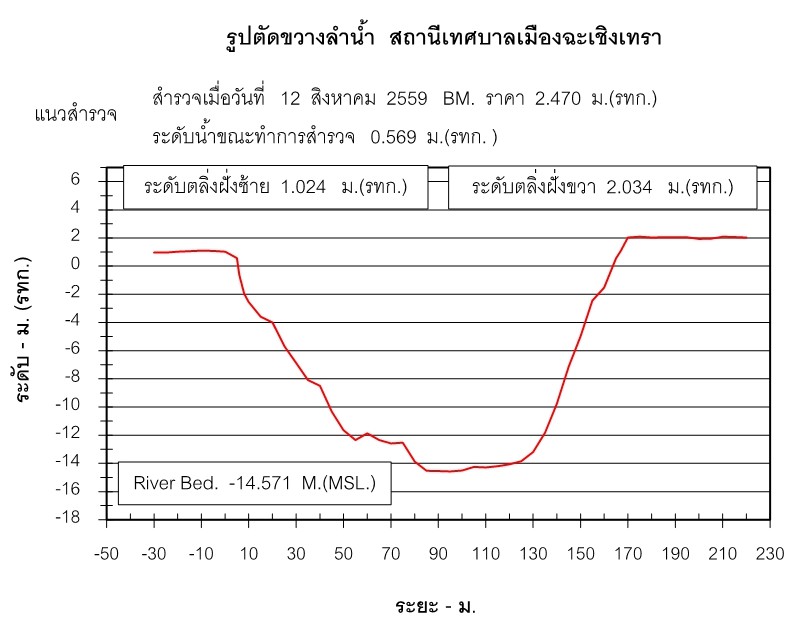 รูปตัดขวางลำน้ำ สถานีเทศบาลเมืองฉะเชิงเทรา
แนวสำรวจ
สำรวจเมื่อวันที่ 12 สิงหาคม 2559 BM. ราคา 2.470 ม.(รทก.)
ระดับน้ำขณะทำการสำรวจ 0.569 ม.(รทก. )
ระดับตลิ่งฝั่งซ้าย 1.024 ม.(รทก.)
ระดับตลิ่งฝั่งขวา 2.034 ม.(รทก.)
ระดับ - ม. (รทก.)
6
4
2
0
-2
-4
-6
-8
-10
-12
-14
-16
-18
River Bed. -14.571 M.(MSL.)
-50 -30 -10 10 30 50 70 90 110 130 150 170 190 210 230
ระยะ - ม.